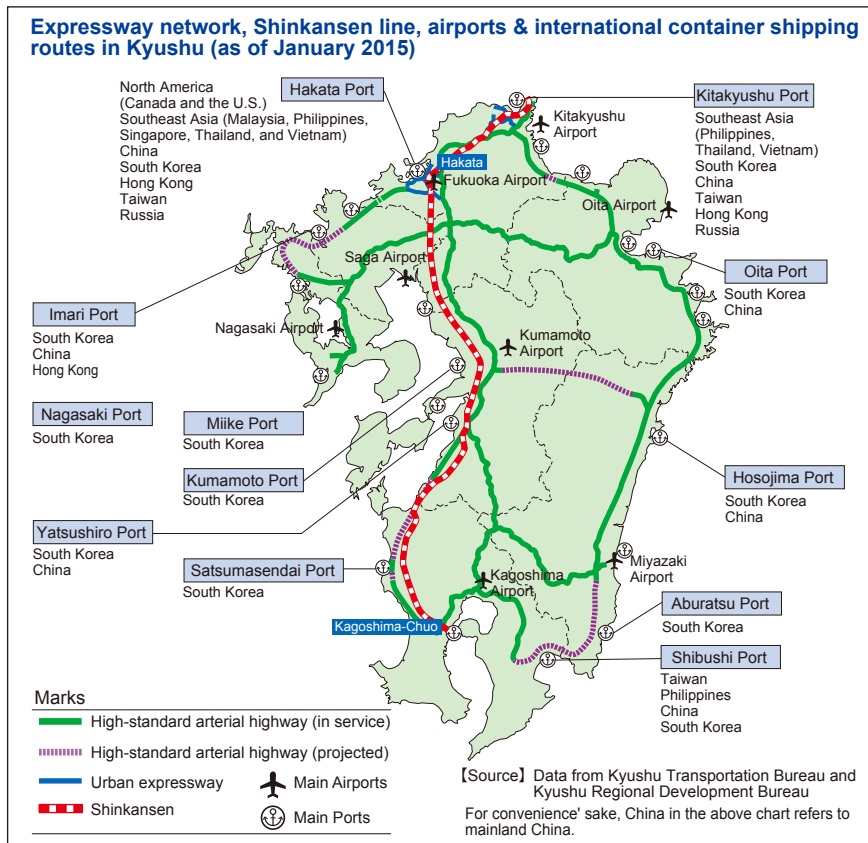 Expressway network, Shinkansen line, airports & international container shipping
routes in Kyushu (as of January 2015)
North America
(Canada and the U.S.)
Southeast Asia (Malaysia, Philippines,
Singapore, Thailand, and Vietnam)
China
South Korea
Hong Kong
Taiwan
Russia
Hakata Port
Kitakyushu Port
Southeast Asia
(Philippines,
Thailand, Vietnam)
South Korea
China
Taiwan
Hong Kong
Russia
Kitakyushu
Airport
Hakata
Fukuoka Airport
Oita Airport
Saga Airport
Oita Port
South Korea
China
Imari Port
South Korea
China
Hong Kong
Nagasaki Airport
Kumamoto
Airport
Nagasaki Port
South Korea
Miike Port
South Korea
Kumamoto Port
South Korea
Hosojima Port
South Korea
China
Yatsushiro Port
South Korea
China
Satsumasendai Port
South Korea
Kagoshima
Airport
Miyazaki
Airport
Aburatsu Port
South Korea
Kagoshima-Chuo
Shibushi Port
Taiwan
Philippines
China
South Korea
Marks
High-standard arterial highway (in service)
High-standard arterial highway (projected)
Urban expressway
Main Airports
Shinkansen
Main Ports
【Source】 Data from Kyushu Transportation Bureau and
Kyushu Regional Development Bureau
For convenience' sake, China in the above chart refers to
mainland China.